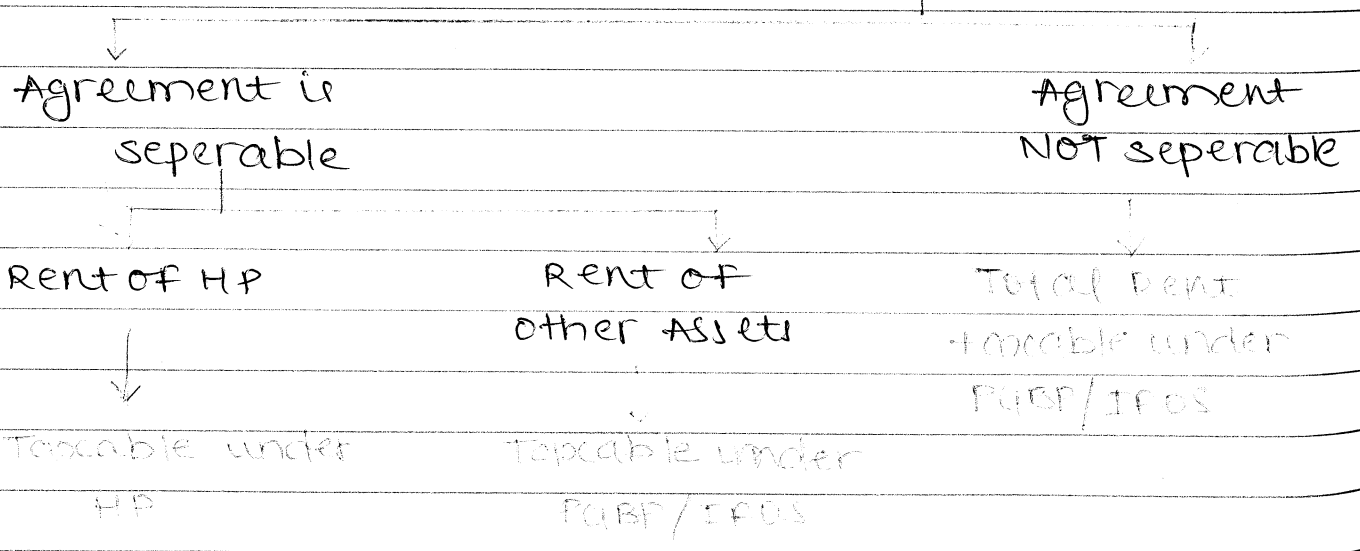 Agreement is
seperable
Agreement
NOT seperable
Rent of HP
Rent of
other Assets
Total Rent
taxable under
PGBP/IFOS
Taxable under
HP
Taxable under
PGBP/IFOS